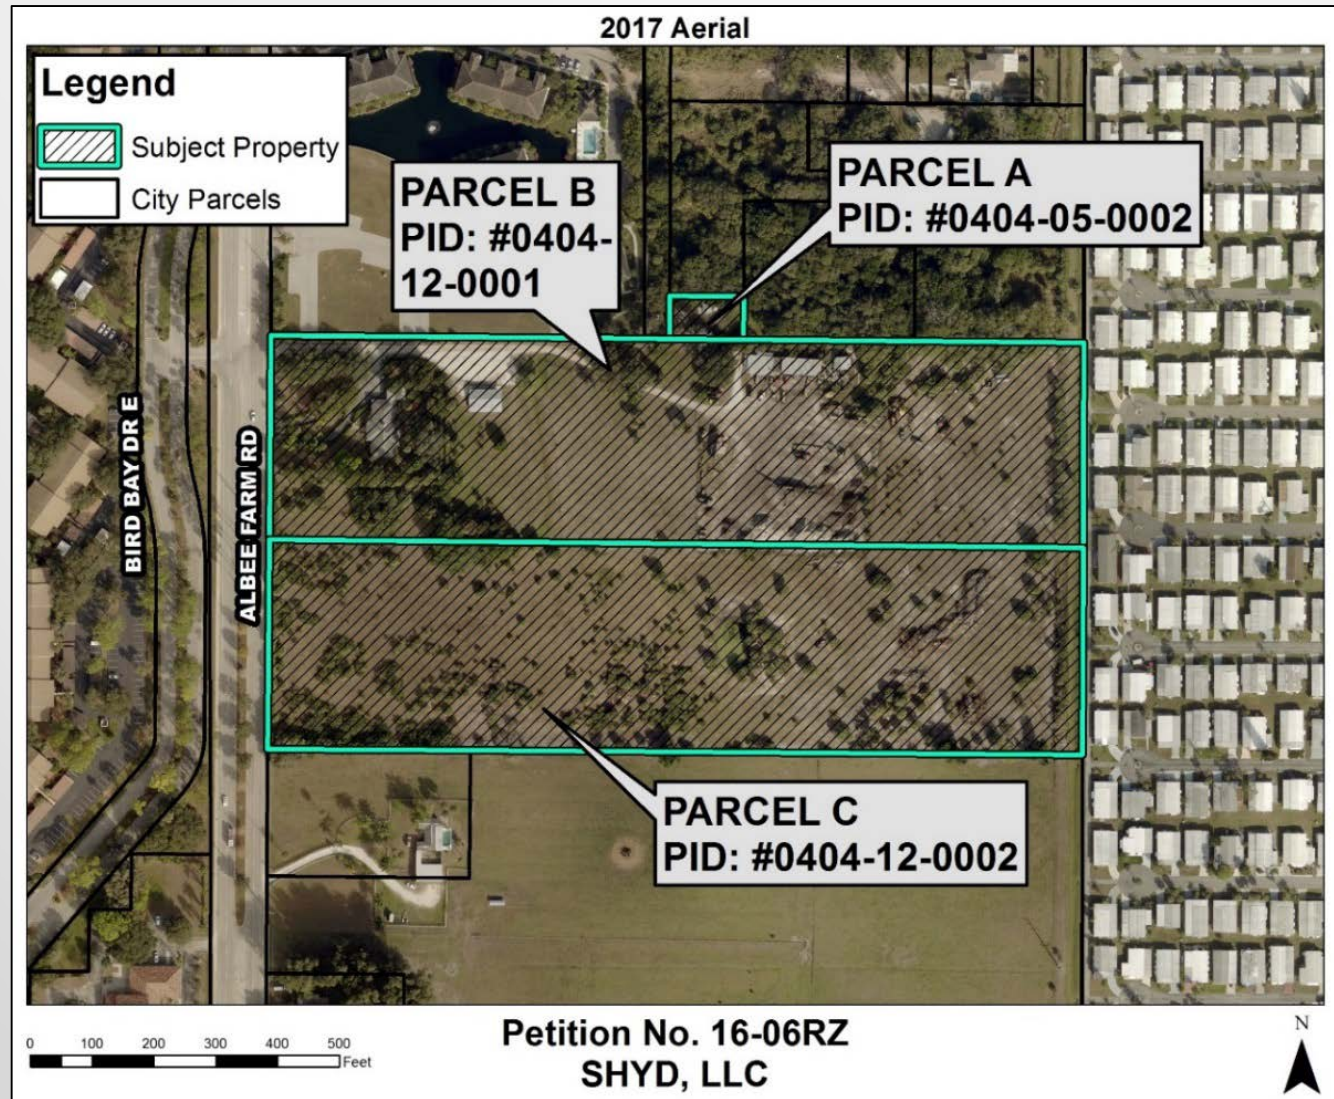 2017 Aerial
Legend
Subject Property
City Parcels
PARCEL B
PID: #0404-
12-0001
PARCEL A
PID: #0404-05-0002
BIRD BAY DR E
ALBEE FARM RD
PARCEL C
PID: #0404-12-0002
0 100 200 300 400 500
Feet
Petition No. 16-06RZ
SHYD, LLC
N